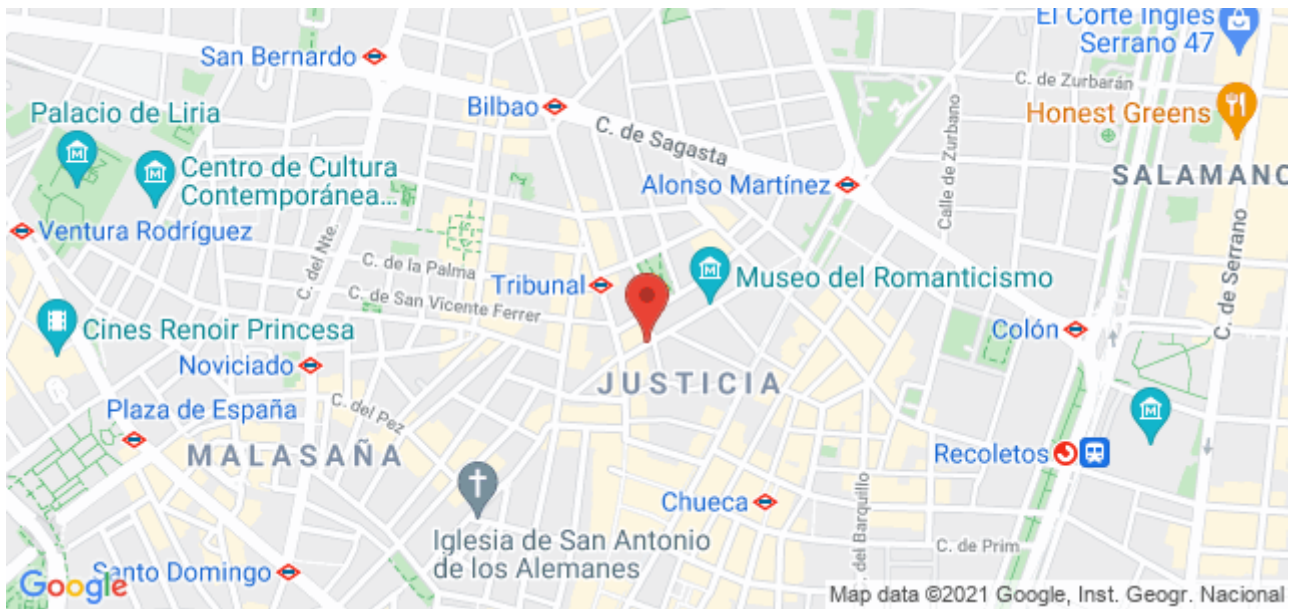 El Corte Inglés
Serrano 47
San Bernardo
C. de Zurbarán
Bilbao
Honest Greens
Palacio de Liria
C. de Sagasta
Calle de Zurbano
Centro de Cultura
Contemporánea...
Alonso Martínez
SALAMANC
Ventura Rodríguez
C. del Nte.
C. de la Palma
Tribunal
Museo del Romanticismo
C. de Serrano
C. de San Vicente Ferrer
Cines Renoir Princesa
Colón
Noviciado
JUSTICIA
Plaza de España
C. del Pez
MALASAÑA
Recoletos
Chueca
. del Barquillo
Iglesia de San Antonio
de los Alemanes
C. de Prim
Santo Domingo
Google
Map data ©2021 Google, Inst. Geogr. Nacional